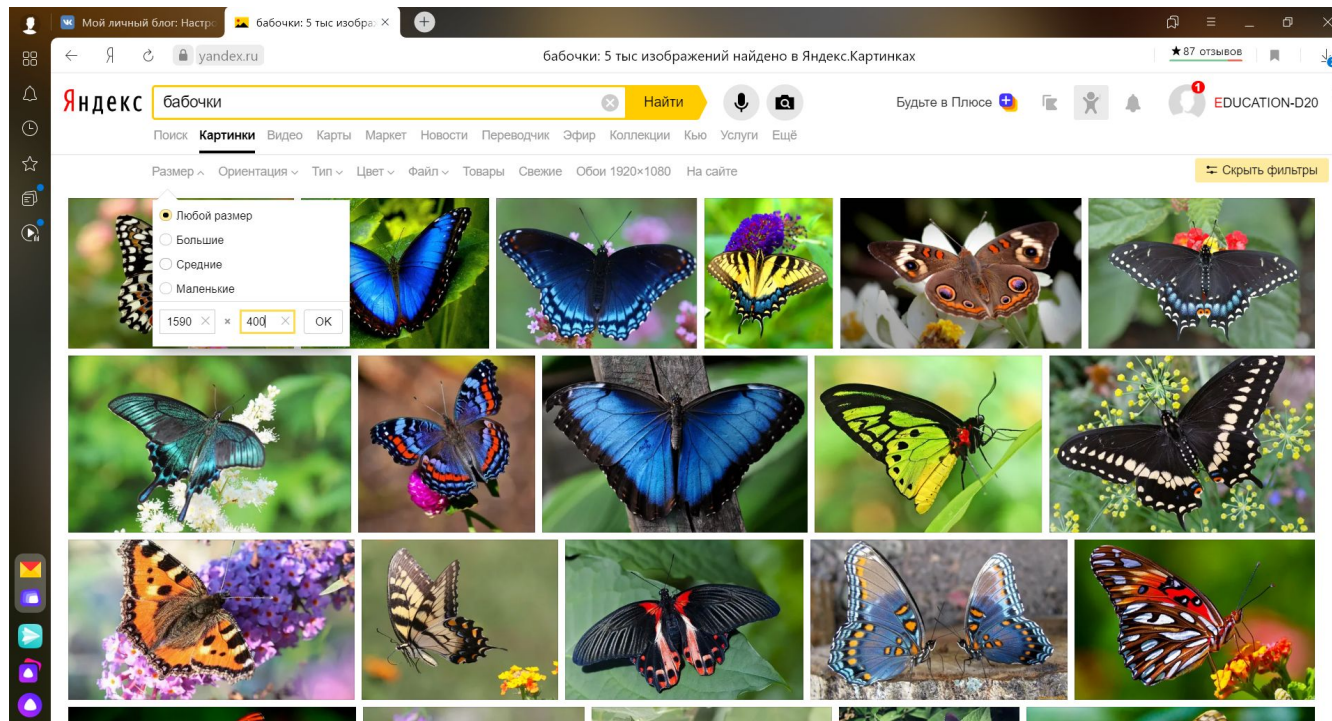 Мой личный блог: Настро
бабочки: 5 тыс изобра
yandex.ru
бабочки: 5 тыс изображений найдено в Яндекс.Картинках
★87 отзывов
Яндекс
бабочки
Найти
Будьте в Плюсе
1
EDUCATION-D20
Поиск Картинки Видео Карты Маркет Новости Переводчик Эфир Коллекции Кью Услуги Ещё
Размер Ориентация Тип Цвет Файл Товары Свежие Обои 1920×1080 На сайте
Скрыть фильтры
Любой размер
Большие
Средние
Маленькие
1590 × 400 OK